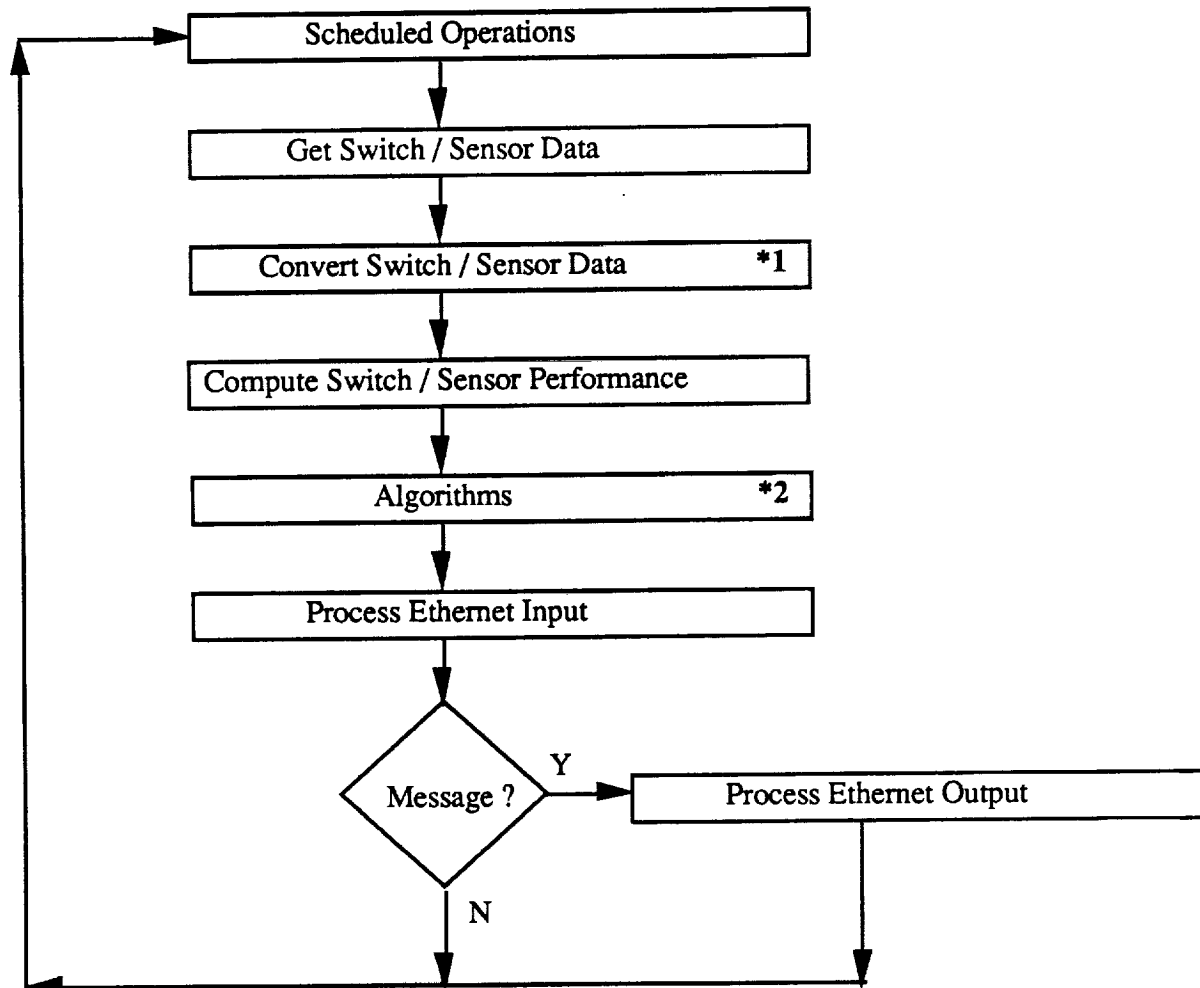 Scheduled Operations
Get Switch / Sensor Data
Convert Switch / Sensor Data *1
Compute Switch / Sensor Performance
Algorithms *2
Process Ethernet Input
Message ?
Y
Process Ethernet Output
N